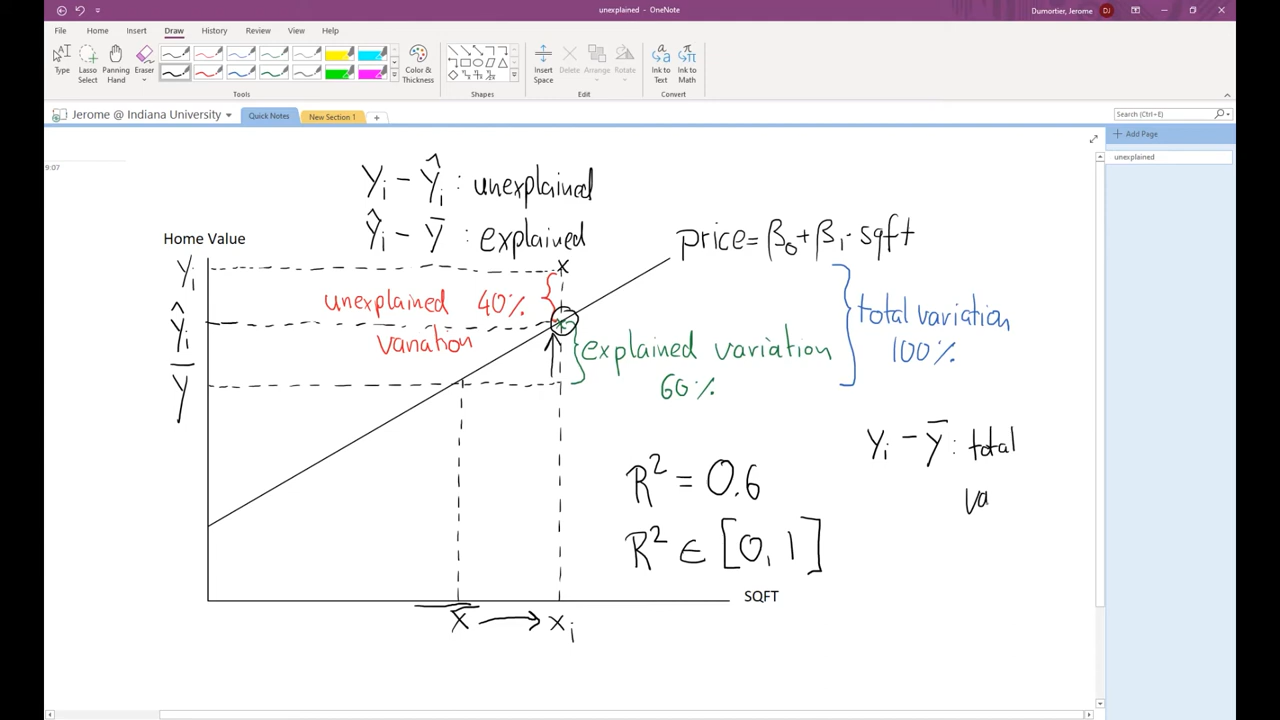 unexplained - OneNote
Dumortier, Jerome DJ
File Home Insert Draw History Review View Help
Type Lasso Select Panning Hand Eraser Color & Thickness Insert Space Delete Arrange Rotate Ink to Text Ink to Math
Tools Shapes Edit Convert
Jerome @ Indiana University Quick Notes New Section 1 + Search (Ctrl+E)
Add Page
unexplained
9:07
yᵢ - ŷᵢ : unexplained
ŷᵢ - ȳ : explained
Home Value
price = β₀ + β₁ · sqft
yᵢ
x
unexplained 40%
variation
ŷᵢ
x
explained variation
60%
total variation
100%
ȳ
yᵢ - ȳ : total
va
R² = 0.6
R² ∈ [0, 1]
SQFT
x̄ → xᵢ